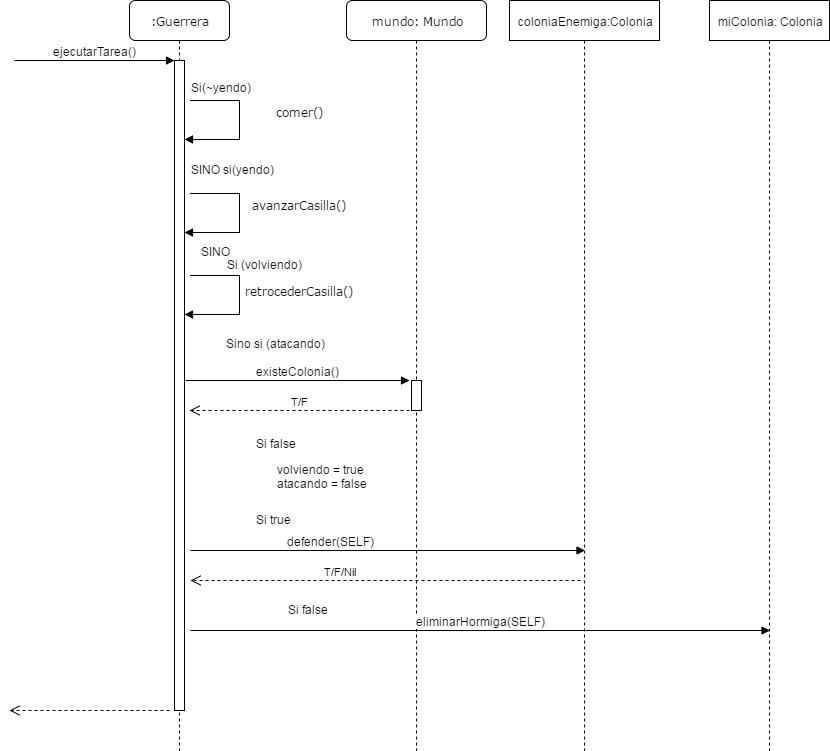 :Guerrera
mundo: Mundo
coloniaEnemiga:Colonia
miColonia: Colonia
ejecutarTarea()
Si(~yendo)
comer()
SINO si(yendo)
avanzarCasilla()
SINO
Si (volviendo)
retrocederCasilla()
Sino si (atacando)
existeColonia()
T/F
Si false
volviendo = true
atacando = false
Si true
defender(SELF)
T/F/Nil
Si false
eliminarHormiga(SELF)